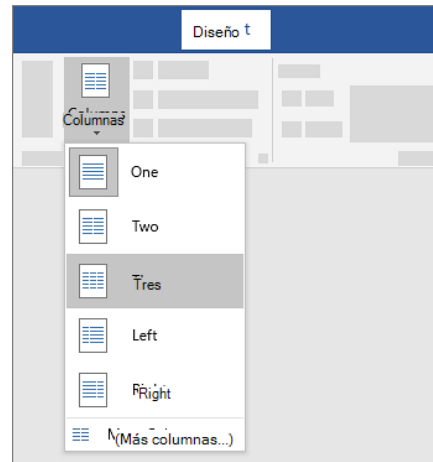 Diseño t
Columnas
One
Two
Tres
Left
Right
(Más columnas...)